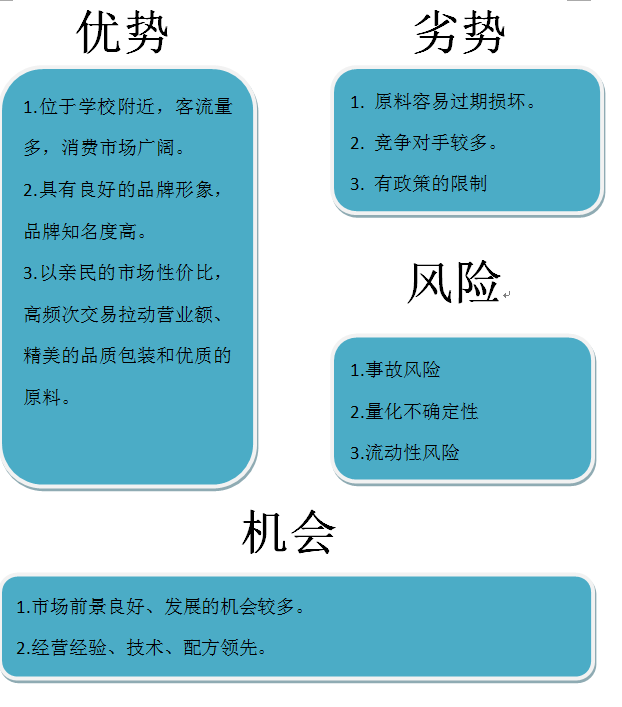 优势
1.位于学校附近，客流量
多，消费市场广阔。
2.具有良好的品牌形象，
品牌知名度高。
3.以亲民的市场性价比，
高频次交易拉动营业额、
精美的品质包装和优质的
原料。
劣势
1. 原料容易过期损坏。
2. 竞争对手较多。
3. 有政策的限制
风险
1.事故风险
2.量化不确定性
3.流动性风险
机会
1.市场前景良好、发展的机会较多。
2.经营经验、技术、配方领先。